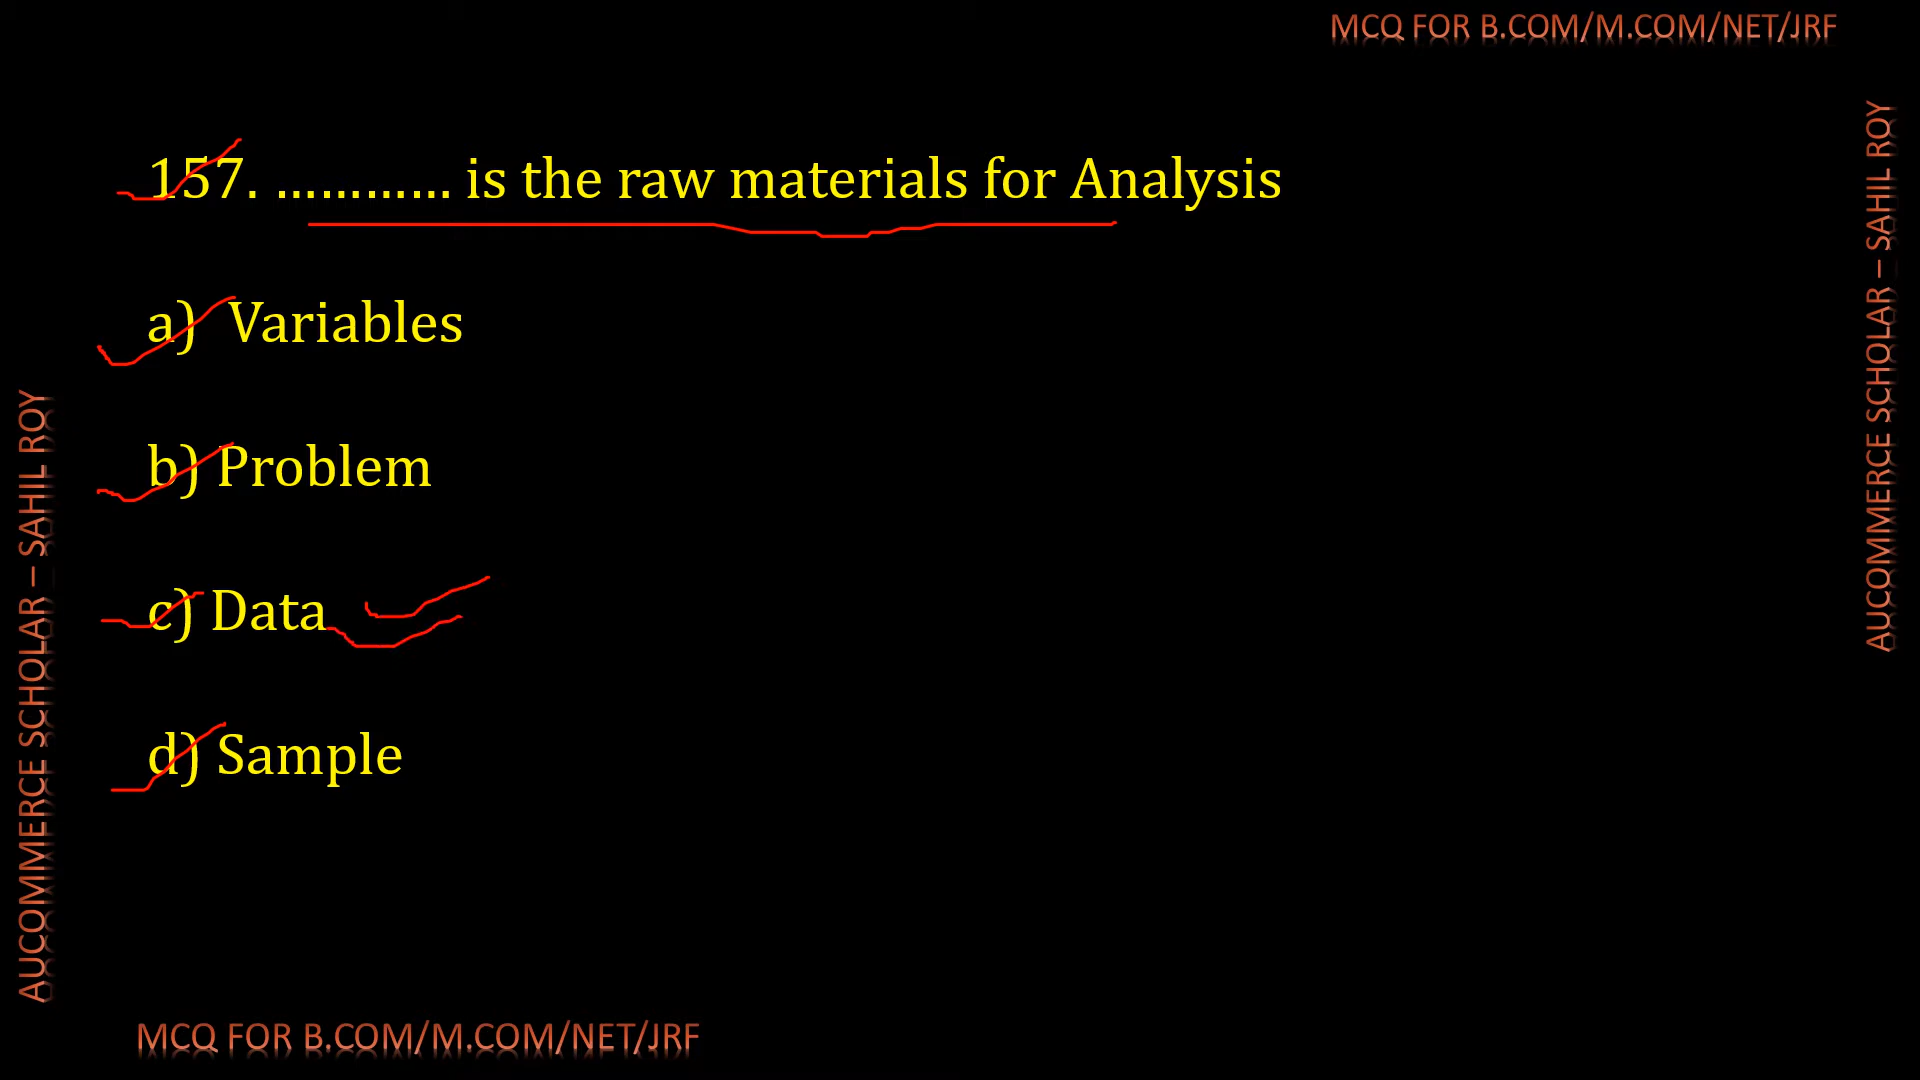 MCQ FOR B.COM/M.COM/NET/JRF
157. ............ is the raw materials for Analysis
a) Variables
b) Problem
c) Data
d) Sample
AUCOMMERCE SCHOLAR – SAHIL ROY
AUCOMMERCE SCHOLAR – SAHIL ROY
MCQ FOR B.COM/M.COM/NET/JRF